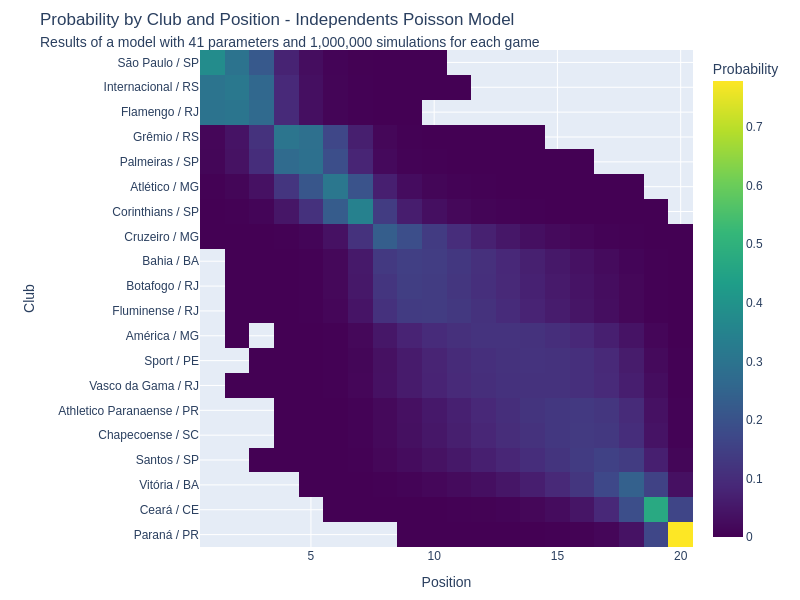 Probability by Club and Position - Independents Poisson Model
Results of a model with 41 parameters and 1,000,000 simulations for each game
Probability
São Paulo / SP
Internacional / RS
Flamengo / RJ
Grêmio / RS
Palmeiras / SP
Atlético / MG
Corinthians / SP
Cruzeiro / MG
Bahia / BA
Botafogo / RJ
Fluminense / RJ
América / MG
Sport / PE
Vasco da Gama / RJ
Athletico Paranaense / PR
Chapecoense / SC
Santos / SP
Vitória / BA
Ceará / CE
Paraná / PR
Club
5
10
15
20
Position
0.7
0.6
0.5
0.4
0.3
0.2
0.1
0